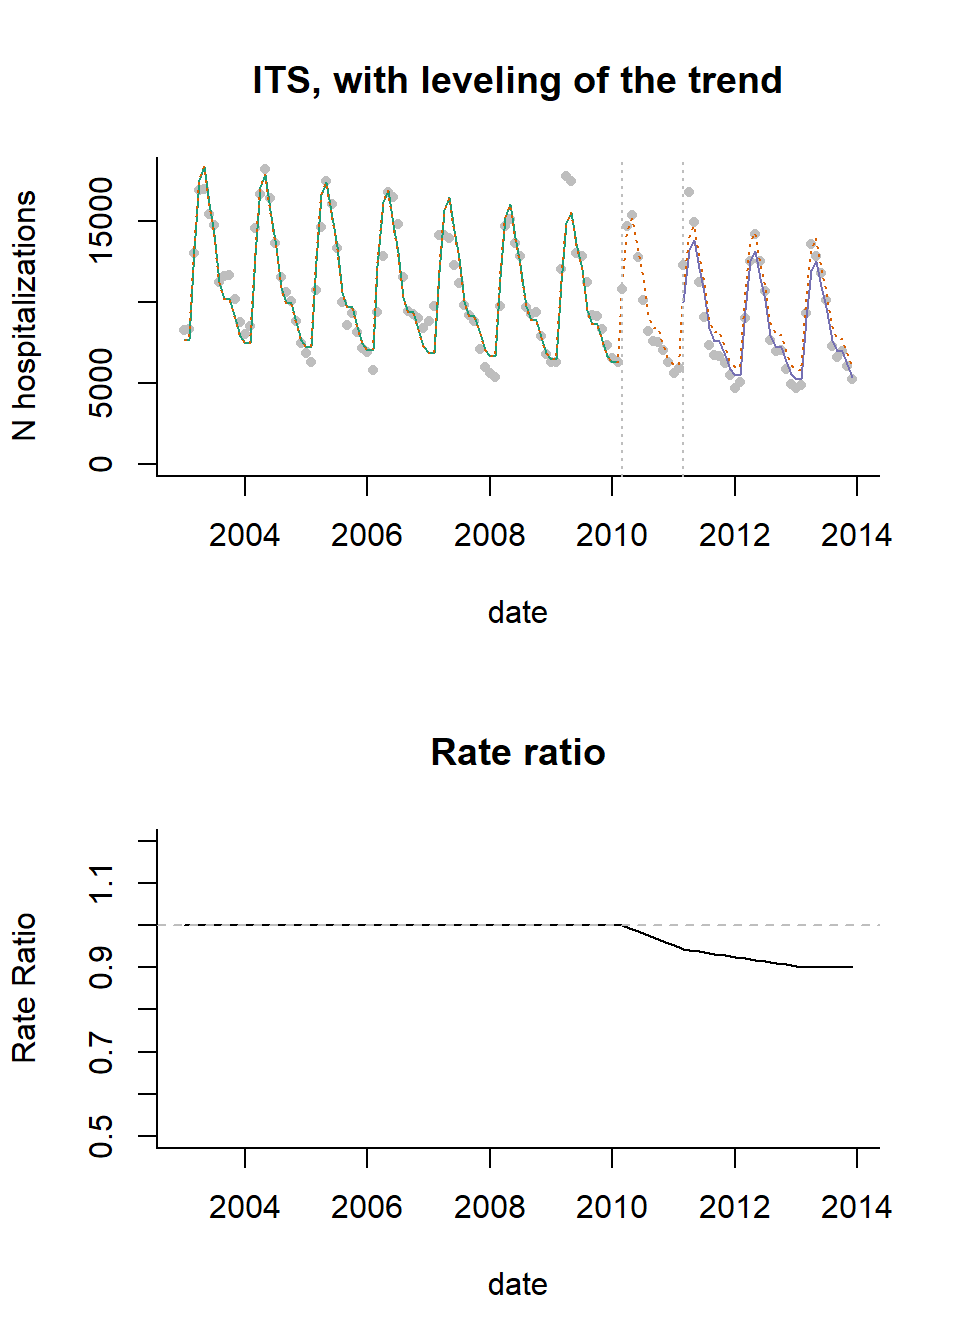 ITS, with leveling of the trend
N hospitalizations
15000
5000
0
2004 2006 2008 2010 2012 2014
date
Rate ratio
Rate Ratio
1.1
0.9
0.7
0.5
2004 2006 2008 2010 2012 2014
date